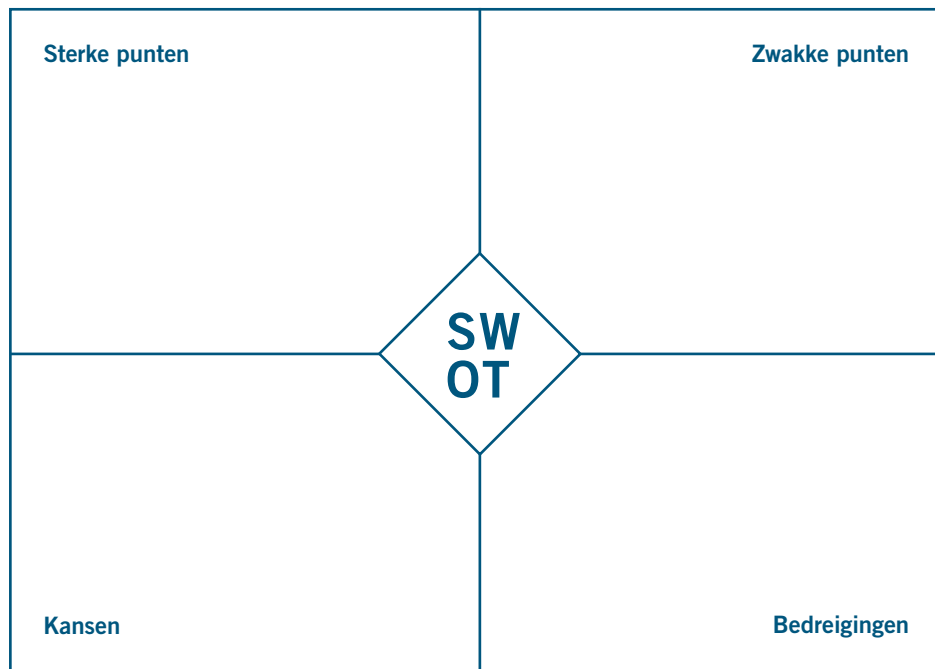 Sterke punten
Zwakke punten
SW
OT
Kansen
Bedreigingen